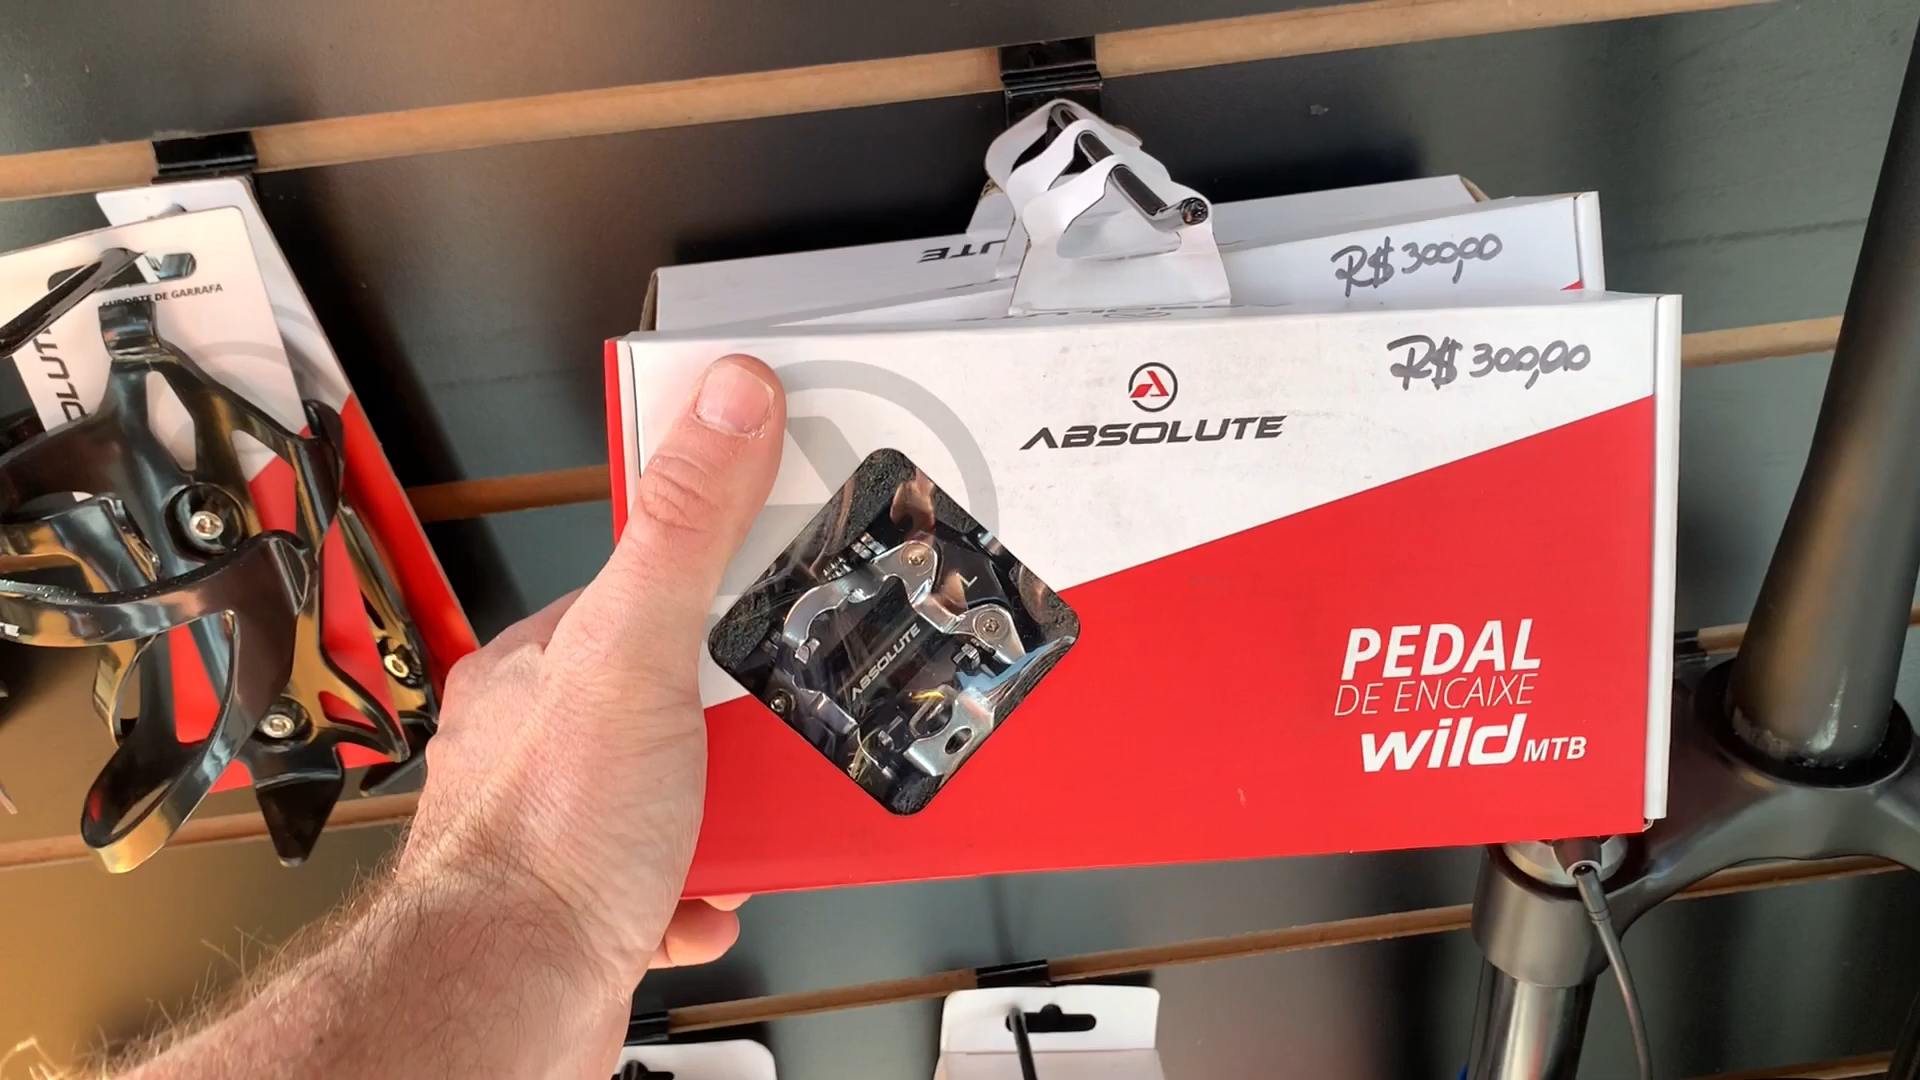 SUPORTE DE GARRAFA
R$ 300,00
R$ 300,00
ABSOLUTE
L
ABSOLUTE
PEDAL
DE ENCAIXE
wild MTB